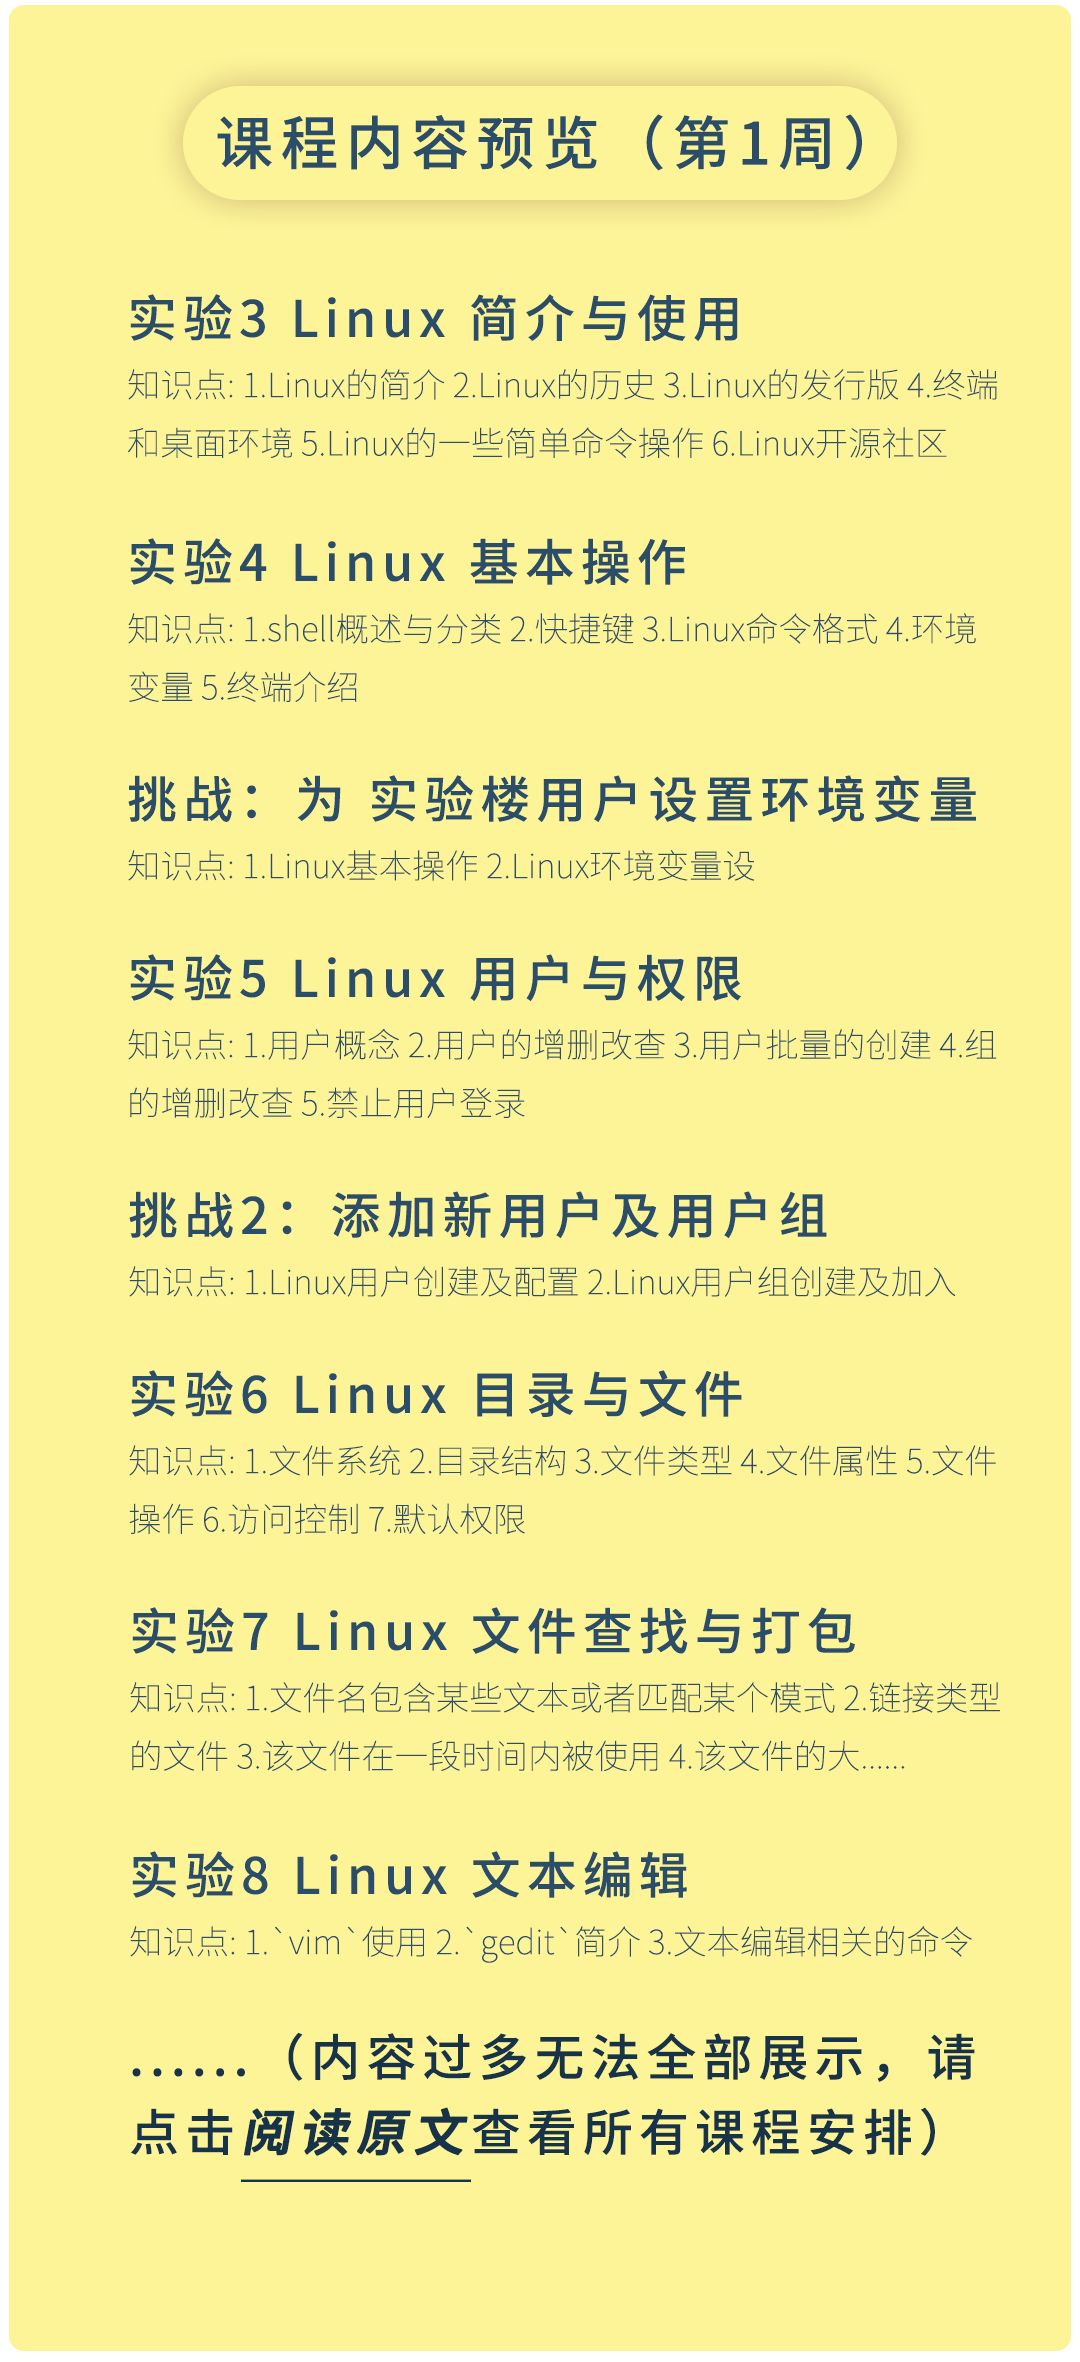 课程内容预览（第1周）
实验3 Linux 简介与使用
知识点: 1.Linux的简介 2.Linux的历史 3.Linux的发行版 4.终端
和桌面环境 5.Linux的一些简单命令操作 6.Linux开源社区
实验4 Linux 基本操作
知识点: 1.shell概述与分类 2.快捷键 3.Linux命令格式 4.环境
变量 5.终端介绍
挑战：为 实验楼用户设置环境变量
知识点: 1.Linux基本操作 2.Linux环境变量设
实验5 Linux 用户与权限
知识点: 1.用户概念 2.用户的增删改查 3.用户批量的创建 4.组
的增删改查 5.禁止用户登录
挑战2：添加新用户及用户组
知识点: 1.Linux用户创建及配置 2.Linux用户组创建及加入
实验6 Linux 目录与文件
知识点: 1.文件系统 2.目录结构 3.文件类型 4.文件属性 5.文件
操作 6.访问控制 7.默认权限
实验7 Linux 文件查找与打包
知识点: 1.文件名包含某些文本或者匹配某个模式 2.链接类型
的文件 3.该文件在一段时间内被使用 4.该文件的大......
实验8 Linux 文本编辑
知识点: 1.`vim`使用 2.`gedit`简介 3.文本编辑相关的命令
......（内容过多无法全部展示，请
点击阅读原文查看所有课程安排）